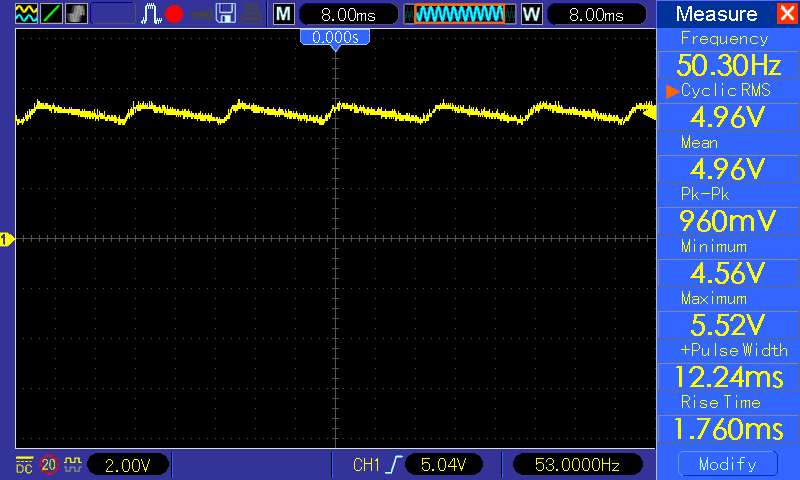 M 8.00ms W 8.00ms
0.000s
Measure
Frequency
50.30Hz
Cyclic RMS
4.96V
Mean
4.96V
Pk-Pk
960mV
Minimum
4.56V
Maximum
5.52V
+Pulse Width
12.24ms
Rise Time
1.760ms
Modify
1
DC 20 2.00V CH1 5.04V 53.0000Hz